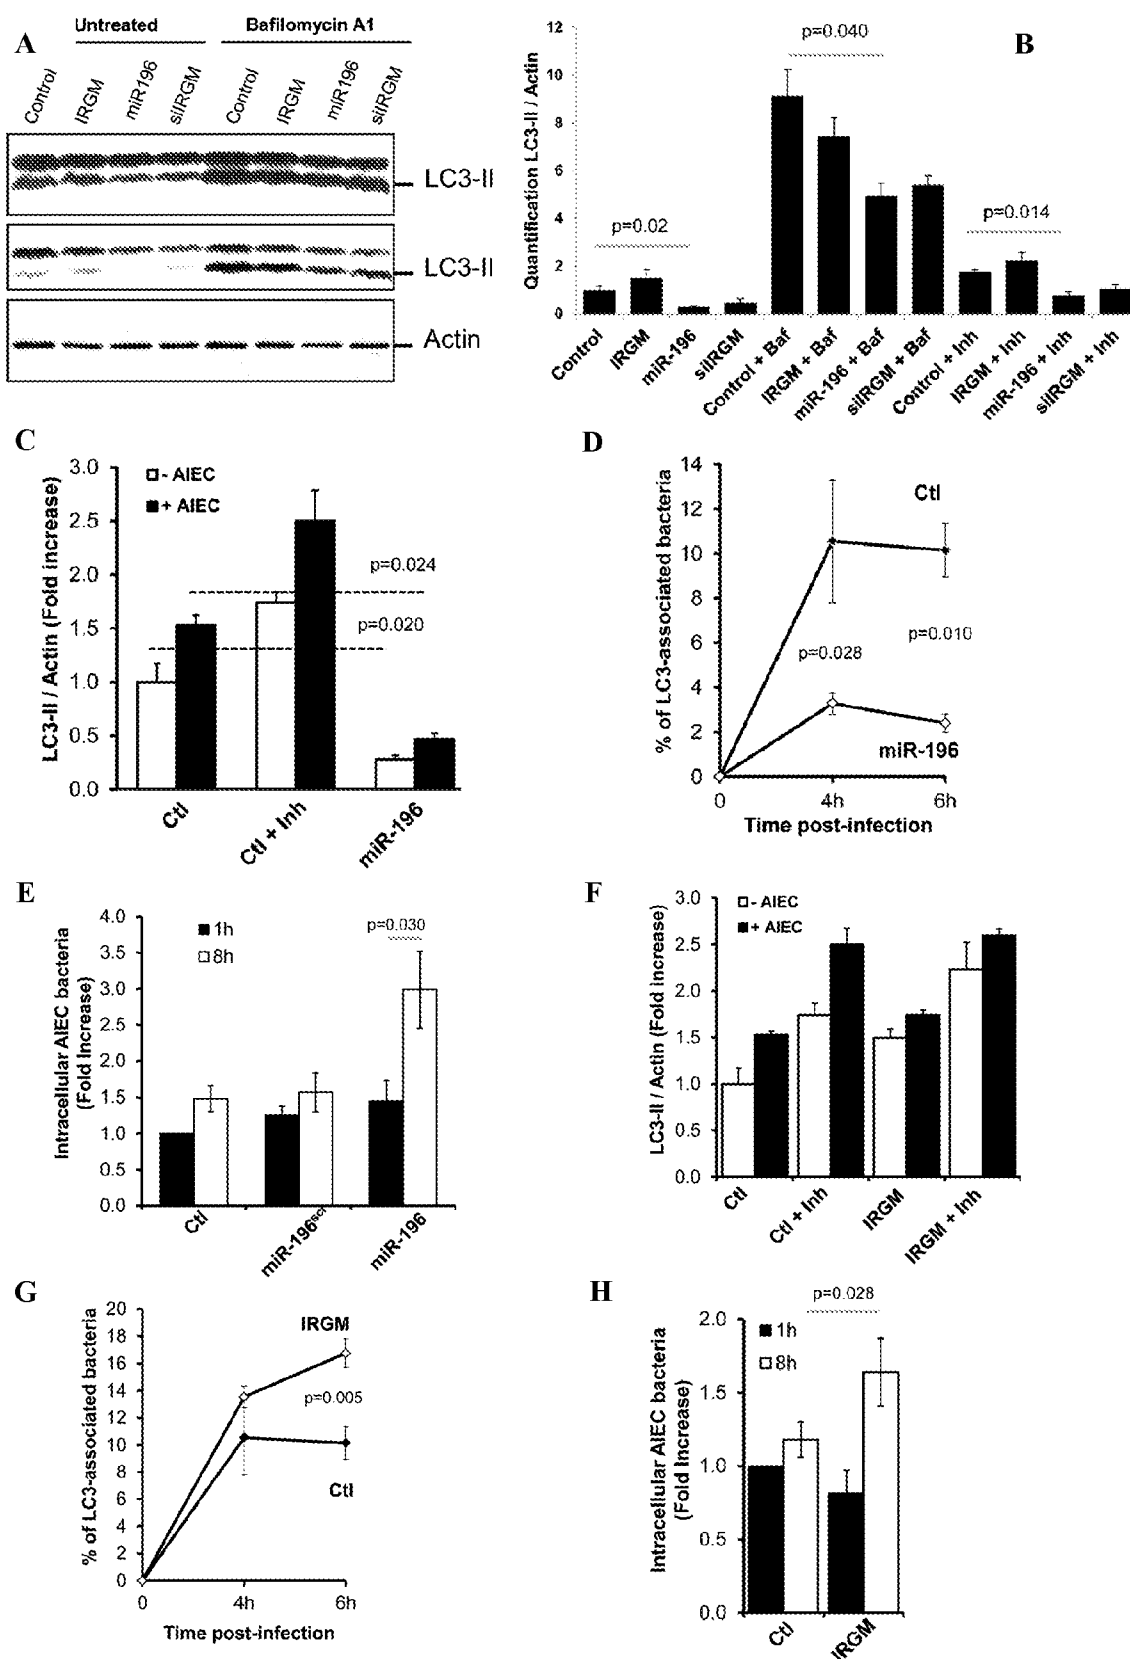 A
Untreated Bafilomycin A1
Control IRGM miR196 siIRGM Control IRGM miR196 siIRGM
LC3-II
LC3-II
Actin
B
Quantification LC3-II / Actin
12
10
8
6
4
2
0
p=0.02
p=0.040
p=0.014
Control IRGM miR-196 siIRGM Control + Baf IRGM + Baf miR-196 + Baf siIRGM + Baf Control + Inh IRGM + Inh miR-196 + Inh siIRGM + Inh
C
LC3-II / Actin (Fold increase)
3.0
2.5
2.0
1.5
1.0
0.5
0.0
- AIEC
+ AIEC
p=0.024
p=0.020
Ctl Ctl + Inh miR-196
D
% of LC3-associated bacteria
14
12
10
8
6
4
2
0
Ctl
p=0.028
p=0.010
miR-196
0 4h 6h
Time post-infection
E
Intracellular AIEC bacteria
(Fold Increase)
4.0
3.5
3.0
2.5
2.0
1.5
1.0
0.5
0.0
1h
8h
p=0.030
Ctl miR-196scr miR-196
F
LC3-II / Actin (Fold increase)
3.0
2.5
2.0
1.5
1.0
0.5
0.0
- AIEC
+ AIEC
Ctl Ctl + Inh IRGM IRGM + Inh
G
% of LC3-associated bacteria
20
18
16
14
12
10
8
6
4
2
0
IRGM
p=0.005
Ctl
0 4h 6h
Time post-infection
H
Intracellular AIEC bacteria
(Fold Increase)
p=0.028
2.0
1.5
1.0
0.5
0.0
1h
8h
Ctl IRGM